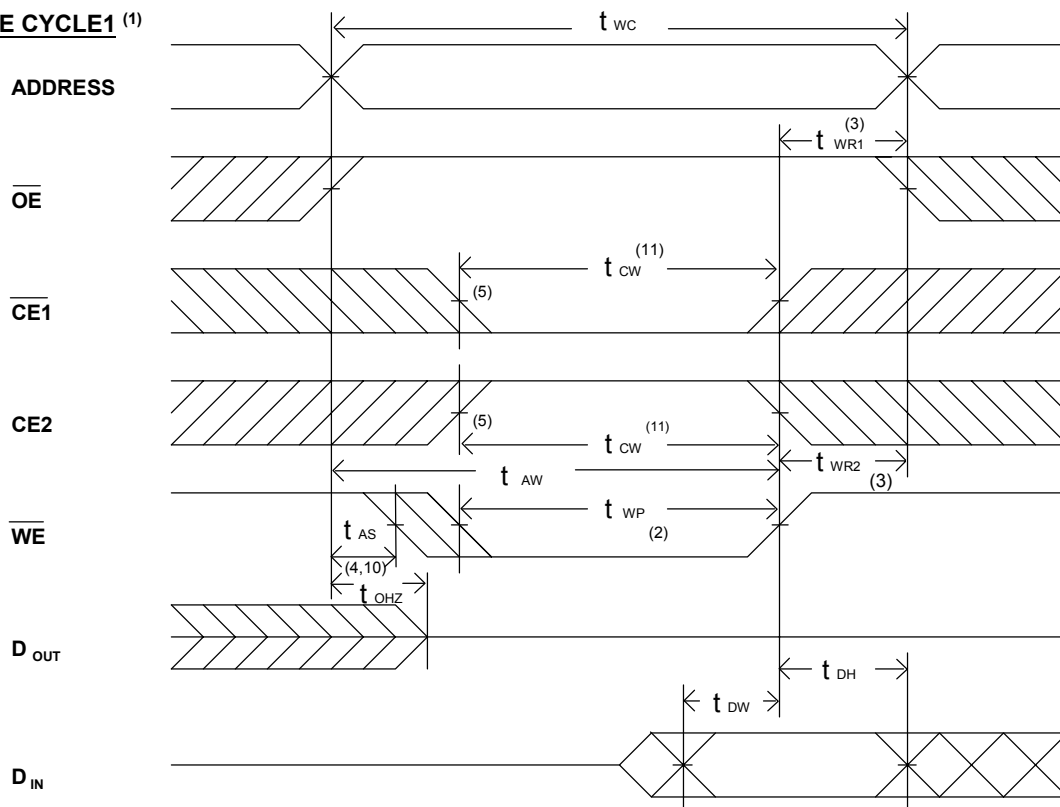 E CYCLE1 (1)
t WC
ADDRESS
(3)
t WR1
OE
t CW (11)
CE1
(5)
CE2
(5)
t CW (11)
t AW
t WR2
(3)
WE
t WP
(2)
t AS
(4,10)
t OHZ
D OUT
t DH
t DW
D IN